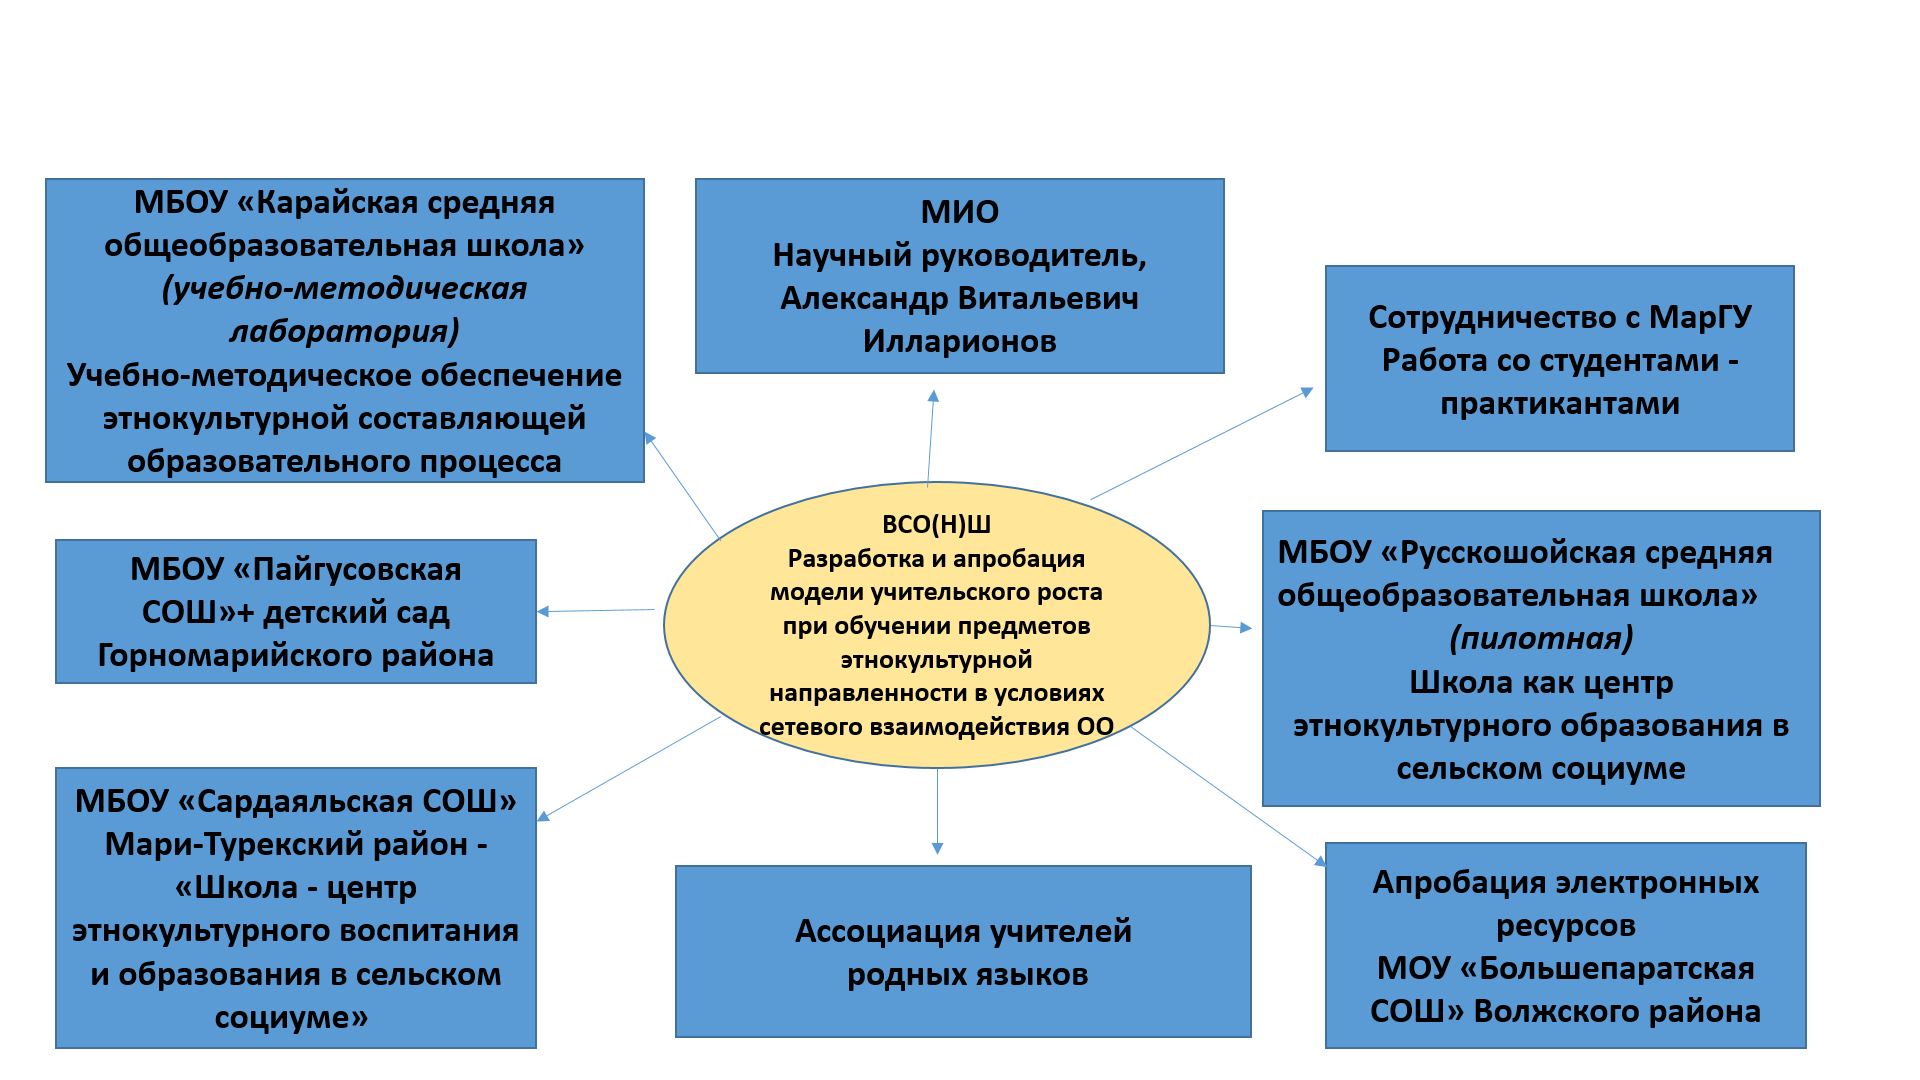 МБОУ «Карайская средняя
общеобразовательная школа»
(учебно-методическая
лаборатория)
Учебно-методическое обеспечение
этнокультурной составляющей
образовательного процесса
МИО
Научный руководитель,
Александр Витальевич
Илларионов
Сотрудничество с МарГУ
Работа со студентами -
практикантами
МБОУ «Пайгусовская
СОШ»+ детский сад
Горномарийского района
ВСО(Н)Ш
Разработка и апробация
модели учительского роста
при обучении предметов
этнокультурной
направленности в условиях
сетевого взаимодействия ОО
МБОУ «Русскошойская средняя
общеобразовательная школа»
(пилотная)
Школа как центр
этнокультурного образования в
сельском социуме
МБОУ «Сардаяльская СОШ»
Мари-Турекский район -
«Школа - центр
этнокультурного воспитания
и образования в сельском
социуме»
Ассоциация учителей
родных языков
Апробация электронных
ресурсов
МОУ «Большепаратская
СОШ» Волжского района